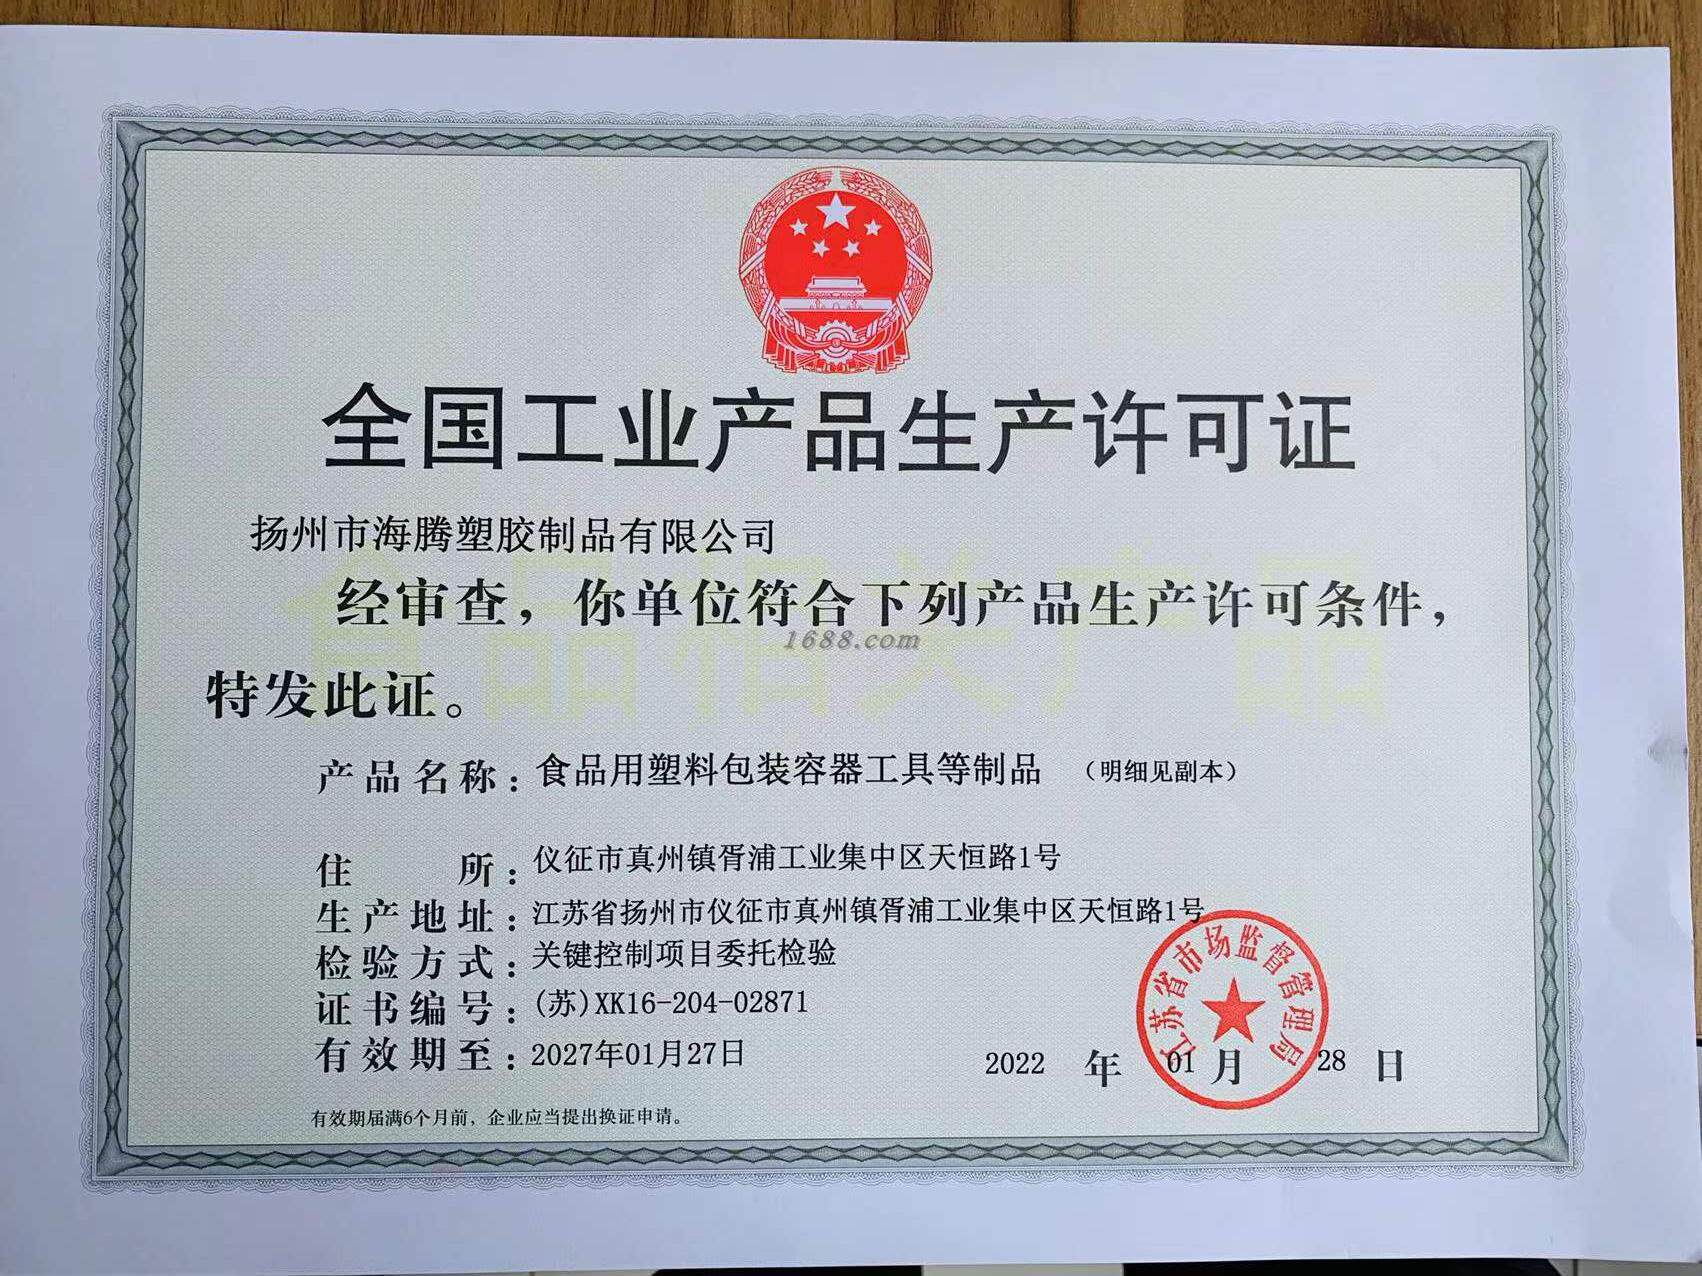 全国工业产品生产许可证
扬州市海腾塑胶制品有限公司
经审查，你单位符合下列产品生产许可条件，
1688.com
特发此证。
食品相关产品
产品名称：食品用塑料包装容器工具等制品 （明细见副本）
住 所：仪征市真州镇胥浦工业集中区天恒路1号
生产地址：江苏省扬州市仪征市真州镇胥浦工业集中区天恒路1号
检验方式：关键控制项目委托检验
证书编号：(苏)XK16-204-02871
有效期至：2027年01月27日
江苏省市场监督管理局
2022 年 01 月 28 日
有效期届满6个月前，企业应当提出换证申请。